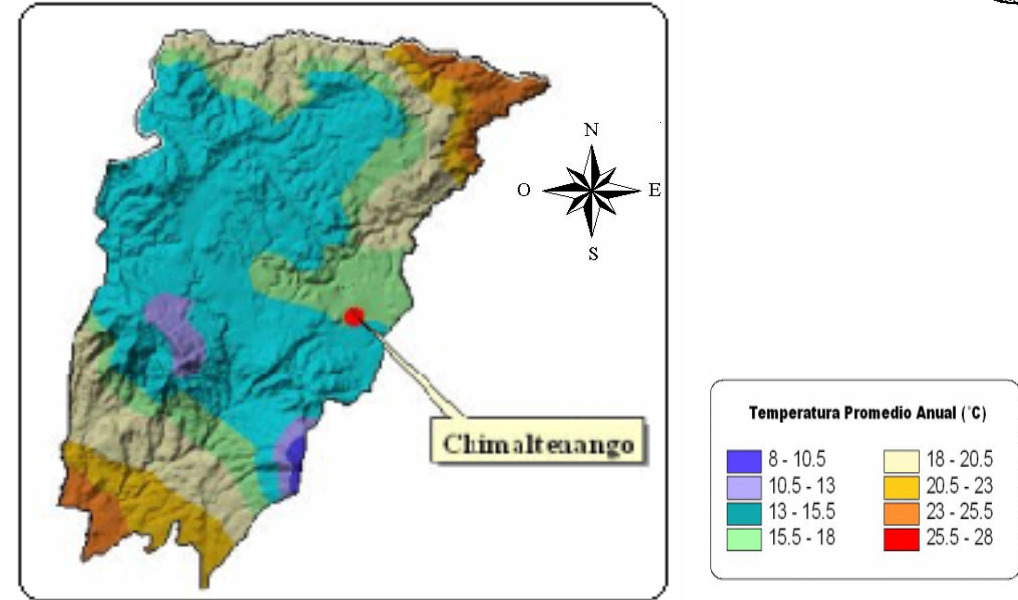 N
O E
S
Chimaltenango
Temperatura Promedio Anual (°C)
8 - 10.5 18 - 20.5
10.5 - 13 20.5 - 23
13 - 15.5 23 - 25.5
15.5 - 18 25.5 - 28